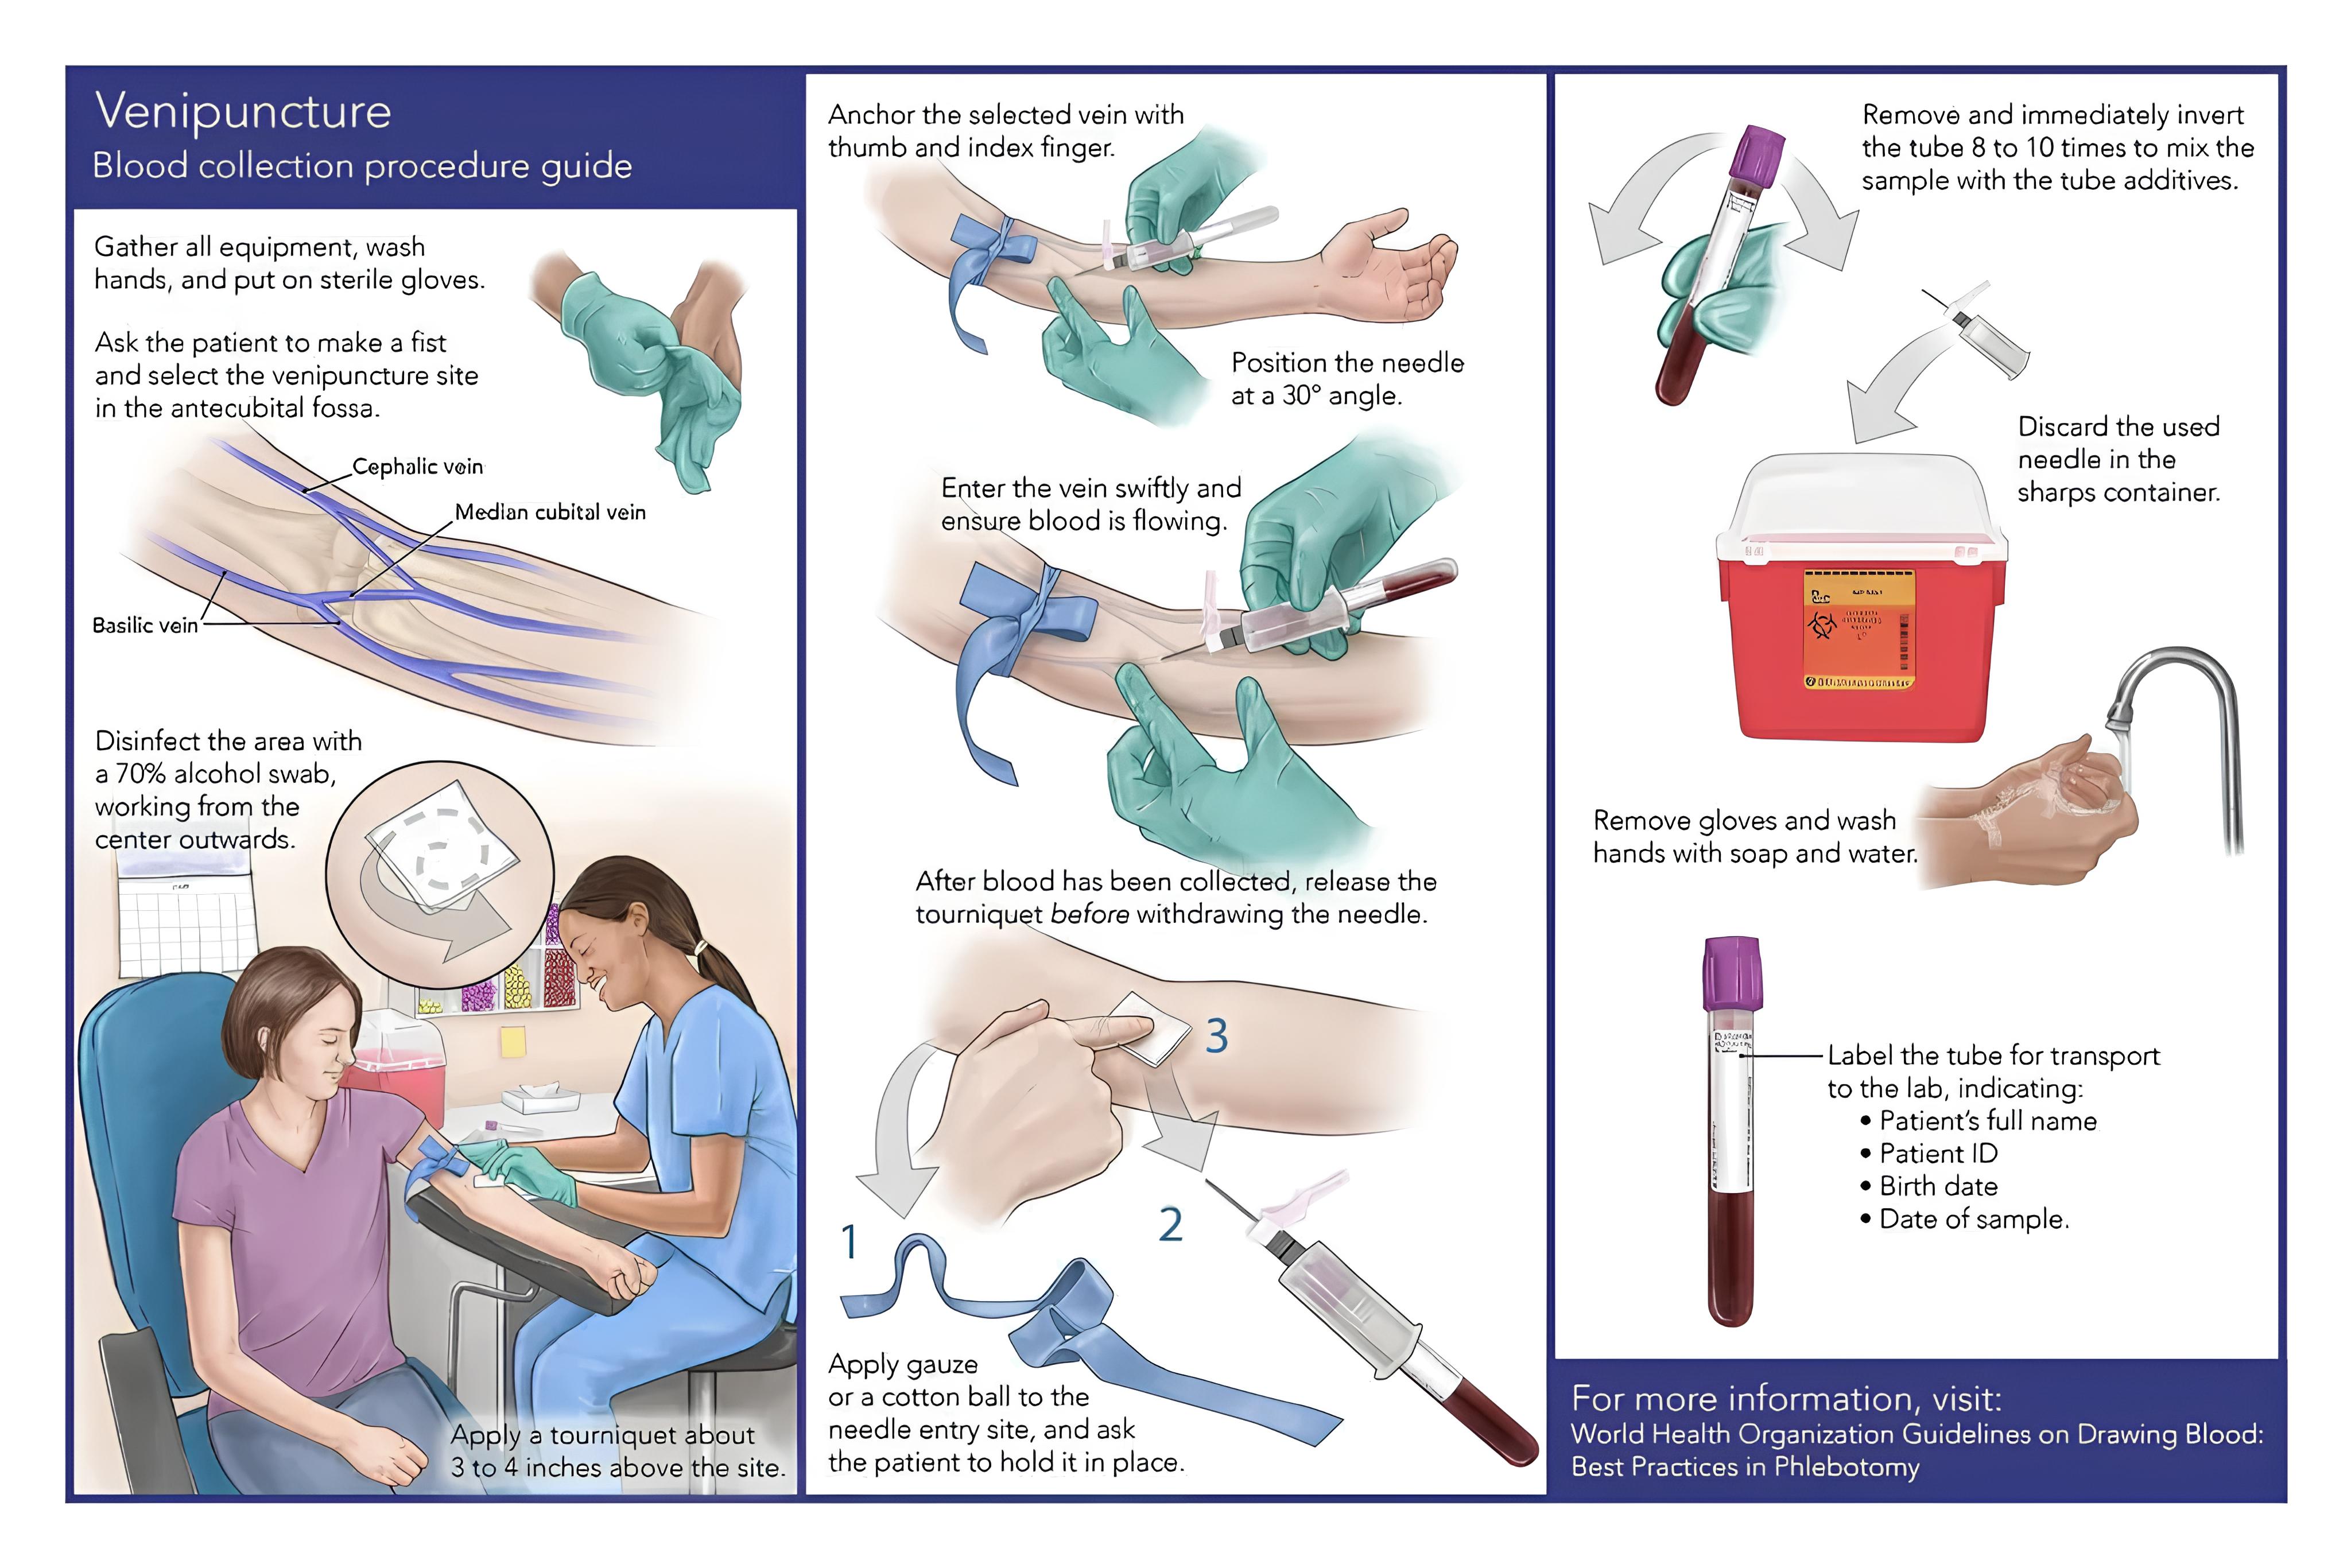 Venipuncture
Blood collection procedure guide
Gather all equipment, wash
hands, and put on sterile gloves.
Ask the patient to make a fist
and select the venipuncture site
in the antecubital fossa.
Cephalic vein
Median cubital vein
Basilic vein
Disinfect the area with
a 70% alcohol swab,
working from the
center outwards.
Apply a tourniquet about
3 to 4 inches above the site.
Anchor the selected vein with
thumb and index finger.
Position the needle
at a 30° angle.
Enter the vein swiftly and
ensure blood is flowing.
After blood has been collected, release the
tourniquet before withdrawing the needle.
3
1
2
Apply gauze
or a cotton ball to the
needle entry site, and ask
the patient to hold it in place.
Remove and immediately invert
the tube 8 to 10 times to mix the
sample with the tube additives.
Discard the used
needle in the
sharps container.
Remove gloves and wash
hands with soap and water.
Label the tube for transport
to the lab, indicating:
• Patient's full name
• Patient ID
• Birth date
• Date of sample.
For more information, visit:
World Health Organization Guidelines on Drawing Blood:
Best Practices in Phlebotomy